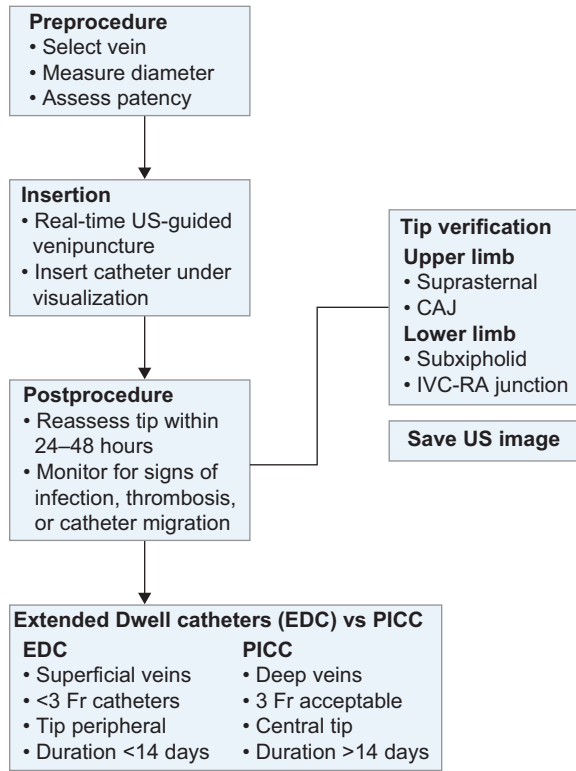 Preprocedure
• Select vein
• Measure diameter
• Assess patency
Insertion
• Real-time US-guided
venipuncture
• Insert catheter under
visualization
Tip verification
Upper limb
• Suprasternal
• CAJ
Lower limb
• Subxipholid
• IVC-RA junction
Save US image
Postprocedure
• Reassess tip within
24–48 hours
• Monitor for signs of
infection, thrombosis,
or catheter migration
Extended Dwell catheters (EDC) vs PICC
EDC
• Superficial veins
• <3 Fr catheters
• Tip peripheral
• Duration <14 days
PICC
• Deep veins
• 3 Fr acceptable
• Central tip
• Duration >14 days